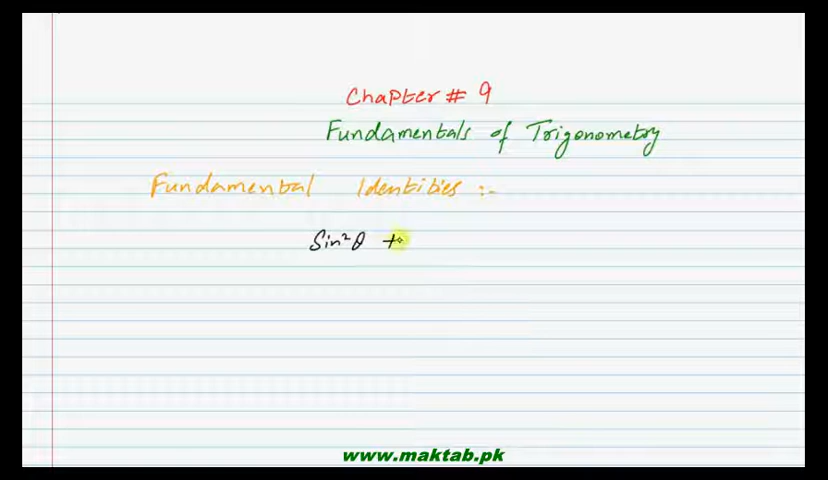 Chapter # 9
Fundamentals of Trigonometry
Fundamental Identities :-
Sin²θ +
www.maktab.pk